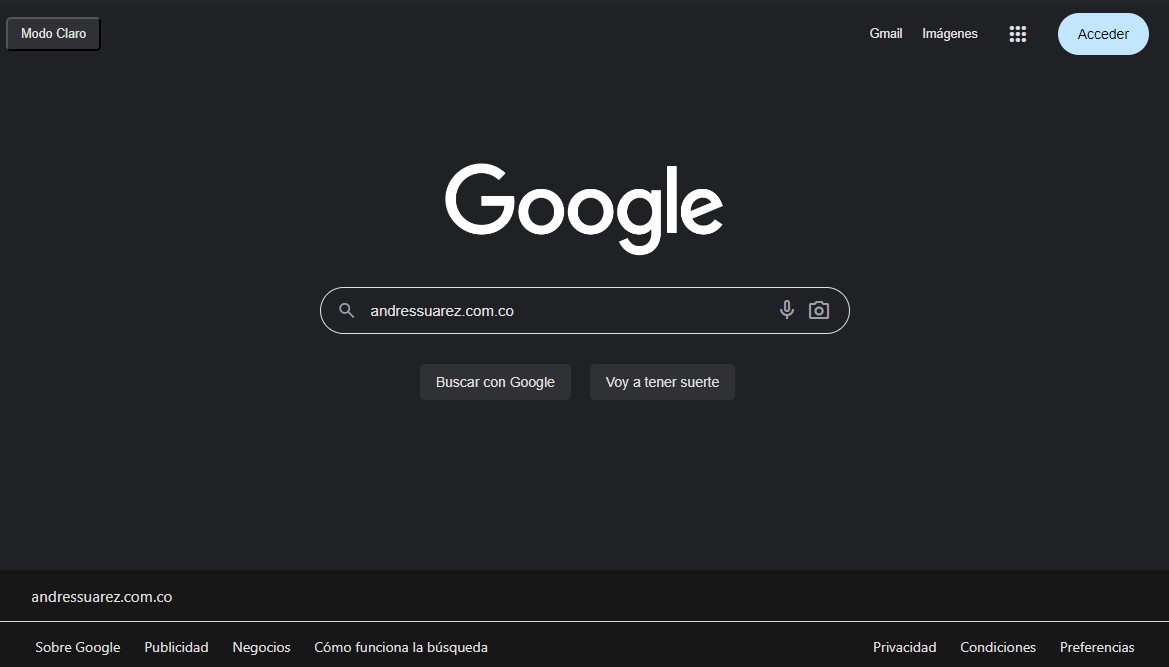 Modo Claro
Gmail Imágenes Acceder
Google
andressuarez.com.co
Buscar con Google Voy a tener suerte
andressuarez.com.co
Sobre Google Publicidad Negocios Cómo funciona la búsqueda Privacidad Condiciones Preferencias